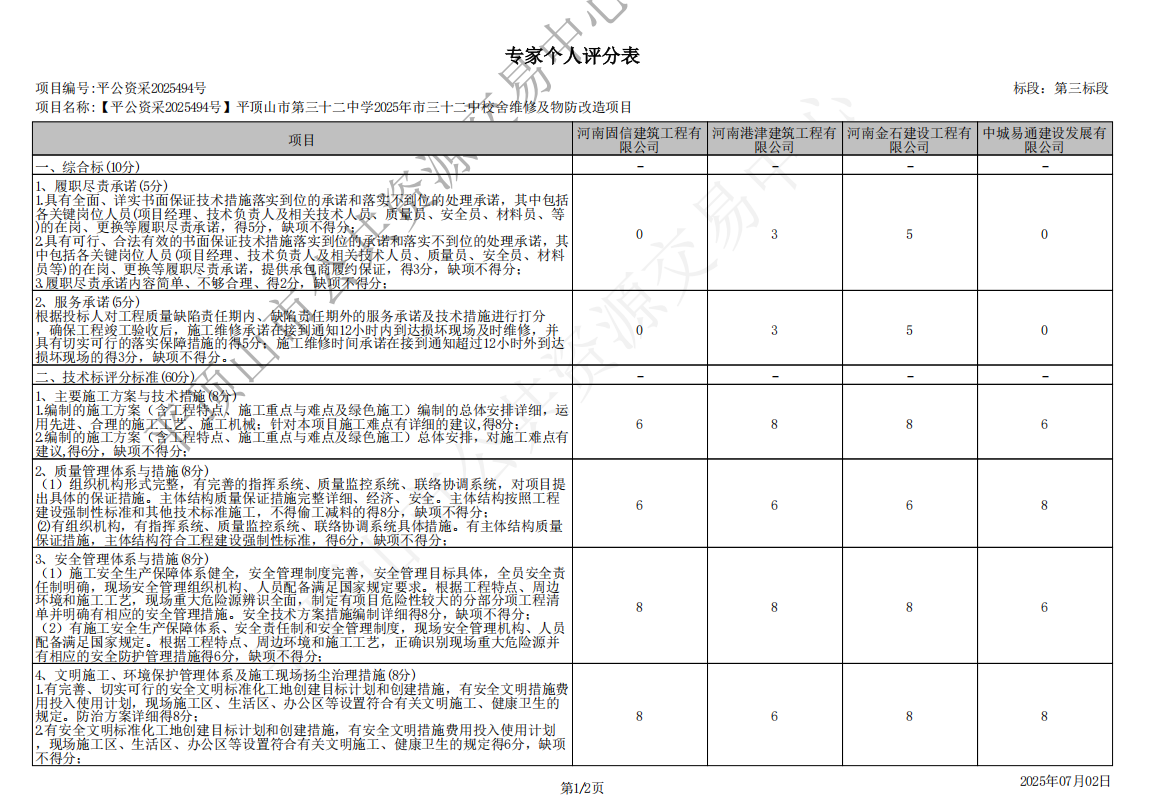 专家个人评分表
项目编号:平公资采2025494号
标段：第三标段
项目名称:【平公资采2025494号】平顶山市第三十二中学2025年市三十二中校舍维修及物防改造项目
项目
河南固信建筑工程有
限公司
河南港津建筑工程有
限公司
河南金石建设工程有
限公司
中城易通建设发展有
限公司
一、综合标(10分)
－ － － －
1、履职尽责承诺(5分)
1.具有全面、详实书面保证技术措施落实到位的承诺和落实不到位的处理承诺，其中包括
各关键岗位人员(项目经理、技术负责人及相关技术人员、质量员、安全员、材料员、等
)的在岗、更换等履职尽责承诺，得5分，缺项不得分；
2.具有可行、合法有效的书面保证技术措施落实到位的承诺和落实不到位的处理承诺，其
中包括各关键岗位人员(项目经理、技术负责人及相关技术人员、质量员、安全员、材料
员等)的在岗、更换等履职尽责承诺，提供承包商履约保证，得3分，缺项不得分；
3.履职尽责承诺内容简单、不够合理、得2分，缺项不得分；
0 3 5 0
2、服务承诺(5分)
根据投标人对工程质量缺陷责任期内、缺陷责任期外的服务承诺及技术措施进行打分
，确保工程竣工验收后，施工维修承诺在接到通知12小时内到达损坏现场及时维修，并
具有切实可行的落实保障措施的得5分；施工维修时间承诺在接到通知超过12小时外到达
损坏现场的得3分，缺项不得分。
0 3 5 0
二、技术标评分标准(60分)
－ － － －
1、主要施工方案与技术措施(8分)
1.编制的施工方案（含工程特点、施工重点与难点及绿色施工）编制的总体安排详细，运
用先进、合理的施工工艺、施工机械；针对本项目施工难点有详细的建议,得8分；
2.编制的施工方案（含工程特点、施工重点与难点及绿色施工）总体安排，对施工难点有
建议,得6分，缺项不得分；
6 8 8 6
2、质量管理体系与措施(8分)
（1）组织机构形式完整，有完善的指挥系统、质量监控系统、联络协调系统，对项目提
出具体的保证措施。主体结构质量保证措施完整详细、经济、安全。主体结构按照工程
建设强制性标准和其他技术标准施工，不得偷工减料的得8分，缺项不得分；
(2)有组织机构，有指挥系统、质量监控系统、联络协调系统具体措施。有主体结构质量
保证措施，主体结构符合工程建设强制性标准，得6分，缺项不得分；
6 6 6 8
3、安全管理体系与措施(8分)
（1）施工安全生产保障体系健全，安全管理制度完善，安全管理目标具体，全员安全责
任制明确，现场安全管理组织机构、人员配备满足国家规定要求。根据工程特点、周边
环境和施工工艺，现场重大危险源辨识全面，制定有项目危险性较大的分部分项工程清
单并明确有相应的安全管理措施。安全技术方案措施编制详细得8分，缺项不得分；
（2）有施工安全生产保障体系、安全责任制和安全管理制度，现场安全管理机构、人员
配备满足国家规定。根据工程特点、周边环境和施工工艺，正确识别现场重大危险源并
有相应的安全防护管理措施得6分，缺项不得分；
8 8 8 6
4、文明施工、环境保护管理体系及施工现场扬尘治理措施(8分)
1.有完善、切实可行的安全文明标准化工地创建目标计划和创建措施，有安全文明措施费
用投入使用计划，现场施工区、生活区、办公区等设置符合有关文明施工、健康卫生的
规定。防治方案详细得8分；
2.有安全文明标准化工地创建目标计划和创建措施，有安全文明措施费用投入使用计划
，现场施工区、生活区、办公区等设置符合有关文明施工、健康卫生的规定得6分，缺项
不得分；
8 6 8 8
第1/2页
2025年07月02日
平顶山市公共资源交易中心